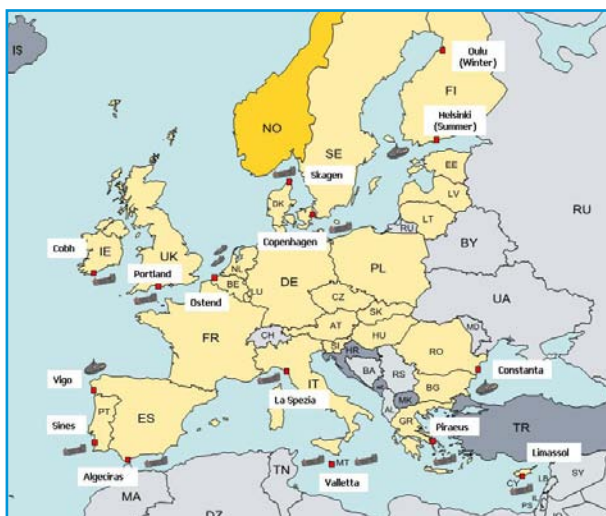 IS
Oulu
(Winter)
FI
NO
Helsinki
(Summer)
SE
Skagen
EE
RU
LV
DK
LT
Cobh
IE
RU
BY
UK
Copenhagen
Portland
NL
PL
BE
DE
Ostend
LU
UA
CZ
SK
FR
AT
HU
MD
CH
SI
RO
HR
Vigo
BA
RS
Constanta
IT
La Spezia
BG
PT
ES
MK
Sines
AL
Piraeus
TR
GR
Limassol
Algeciras
TN
MT
Valletta
CY
LB
SY
MA
IL
PS
DZ